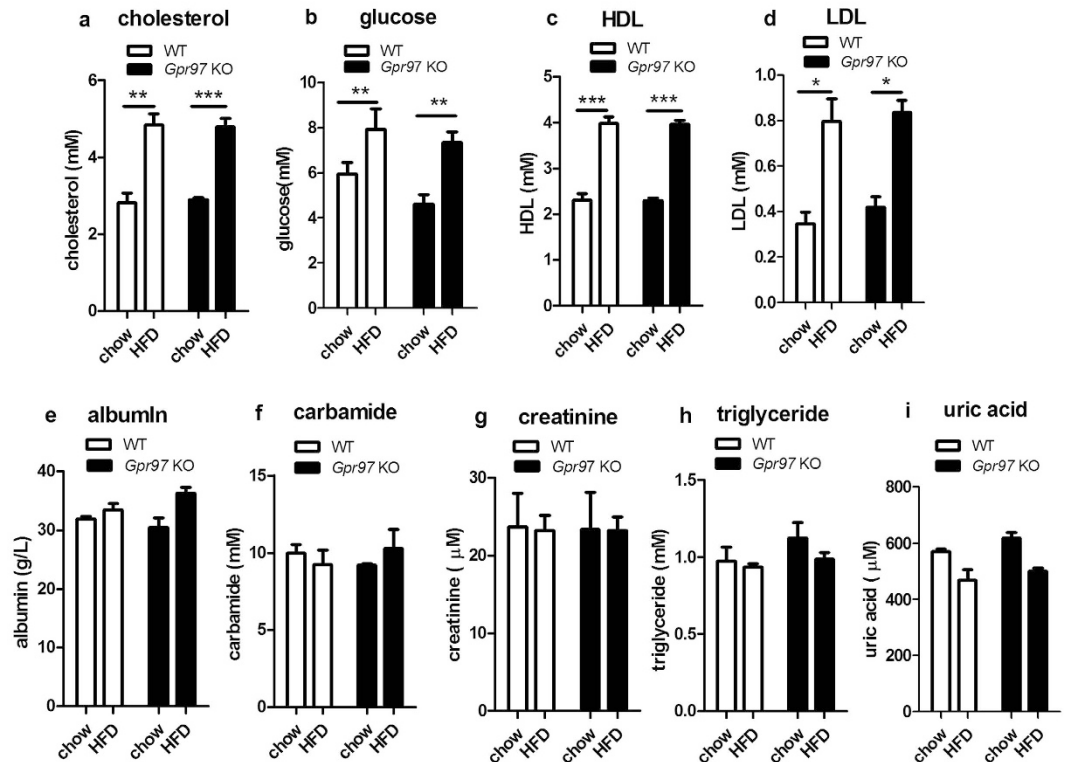 a cholesterol
WT
Gpr97 KO
** ***
6
4
2
0
cholesterol (mM)
chow HFD chow HFD
b glucose
WT
Gpr97 KO
** **
10
8
6
4
2
0
glucose(mM)
chow HFD chow HFD
c HDL
WT
Gpr97 KO
*** ***
5
4
3
2
1
0
HDL (mM)
chow HFD chow HFD
d LDL
WT
Gpr97 KO
* *
1.0
0.8
0.6
0.4
0.2
0.0
LDL (mM)
chow HFD chow HFD
e albumIn
WT
Gpr97 KO
40
30
20
10
0
albumin (g/L)
chow HFD chow HFD
f carbamide
WT
Gpr97 KO
15
10
5
0
carbamide (mM)
chow HFD chow HFD
g creatinine
WT
Gpr97 KO
30
20
10
0
creatinine ( μM)
chow HFD chow HFD
h triglyceride
WT
Gpr97 KO
1.5
1.0
0.5
0.0
triglyceride (mM)
chow HFD chow HFD
i uric acid
WT
Gpr97 KO
800
600
400
200
0
uric acid ( μM)
chow HFD chow HFD